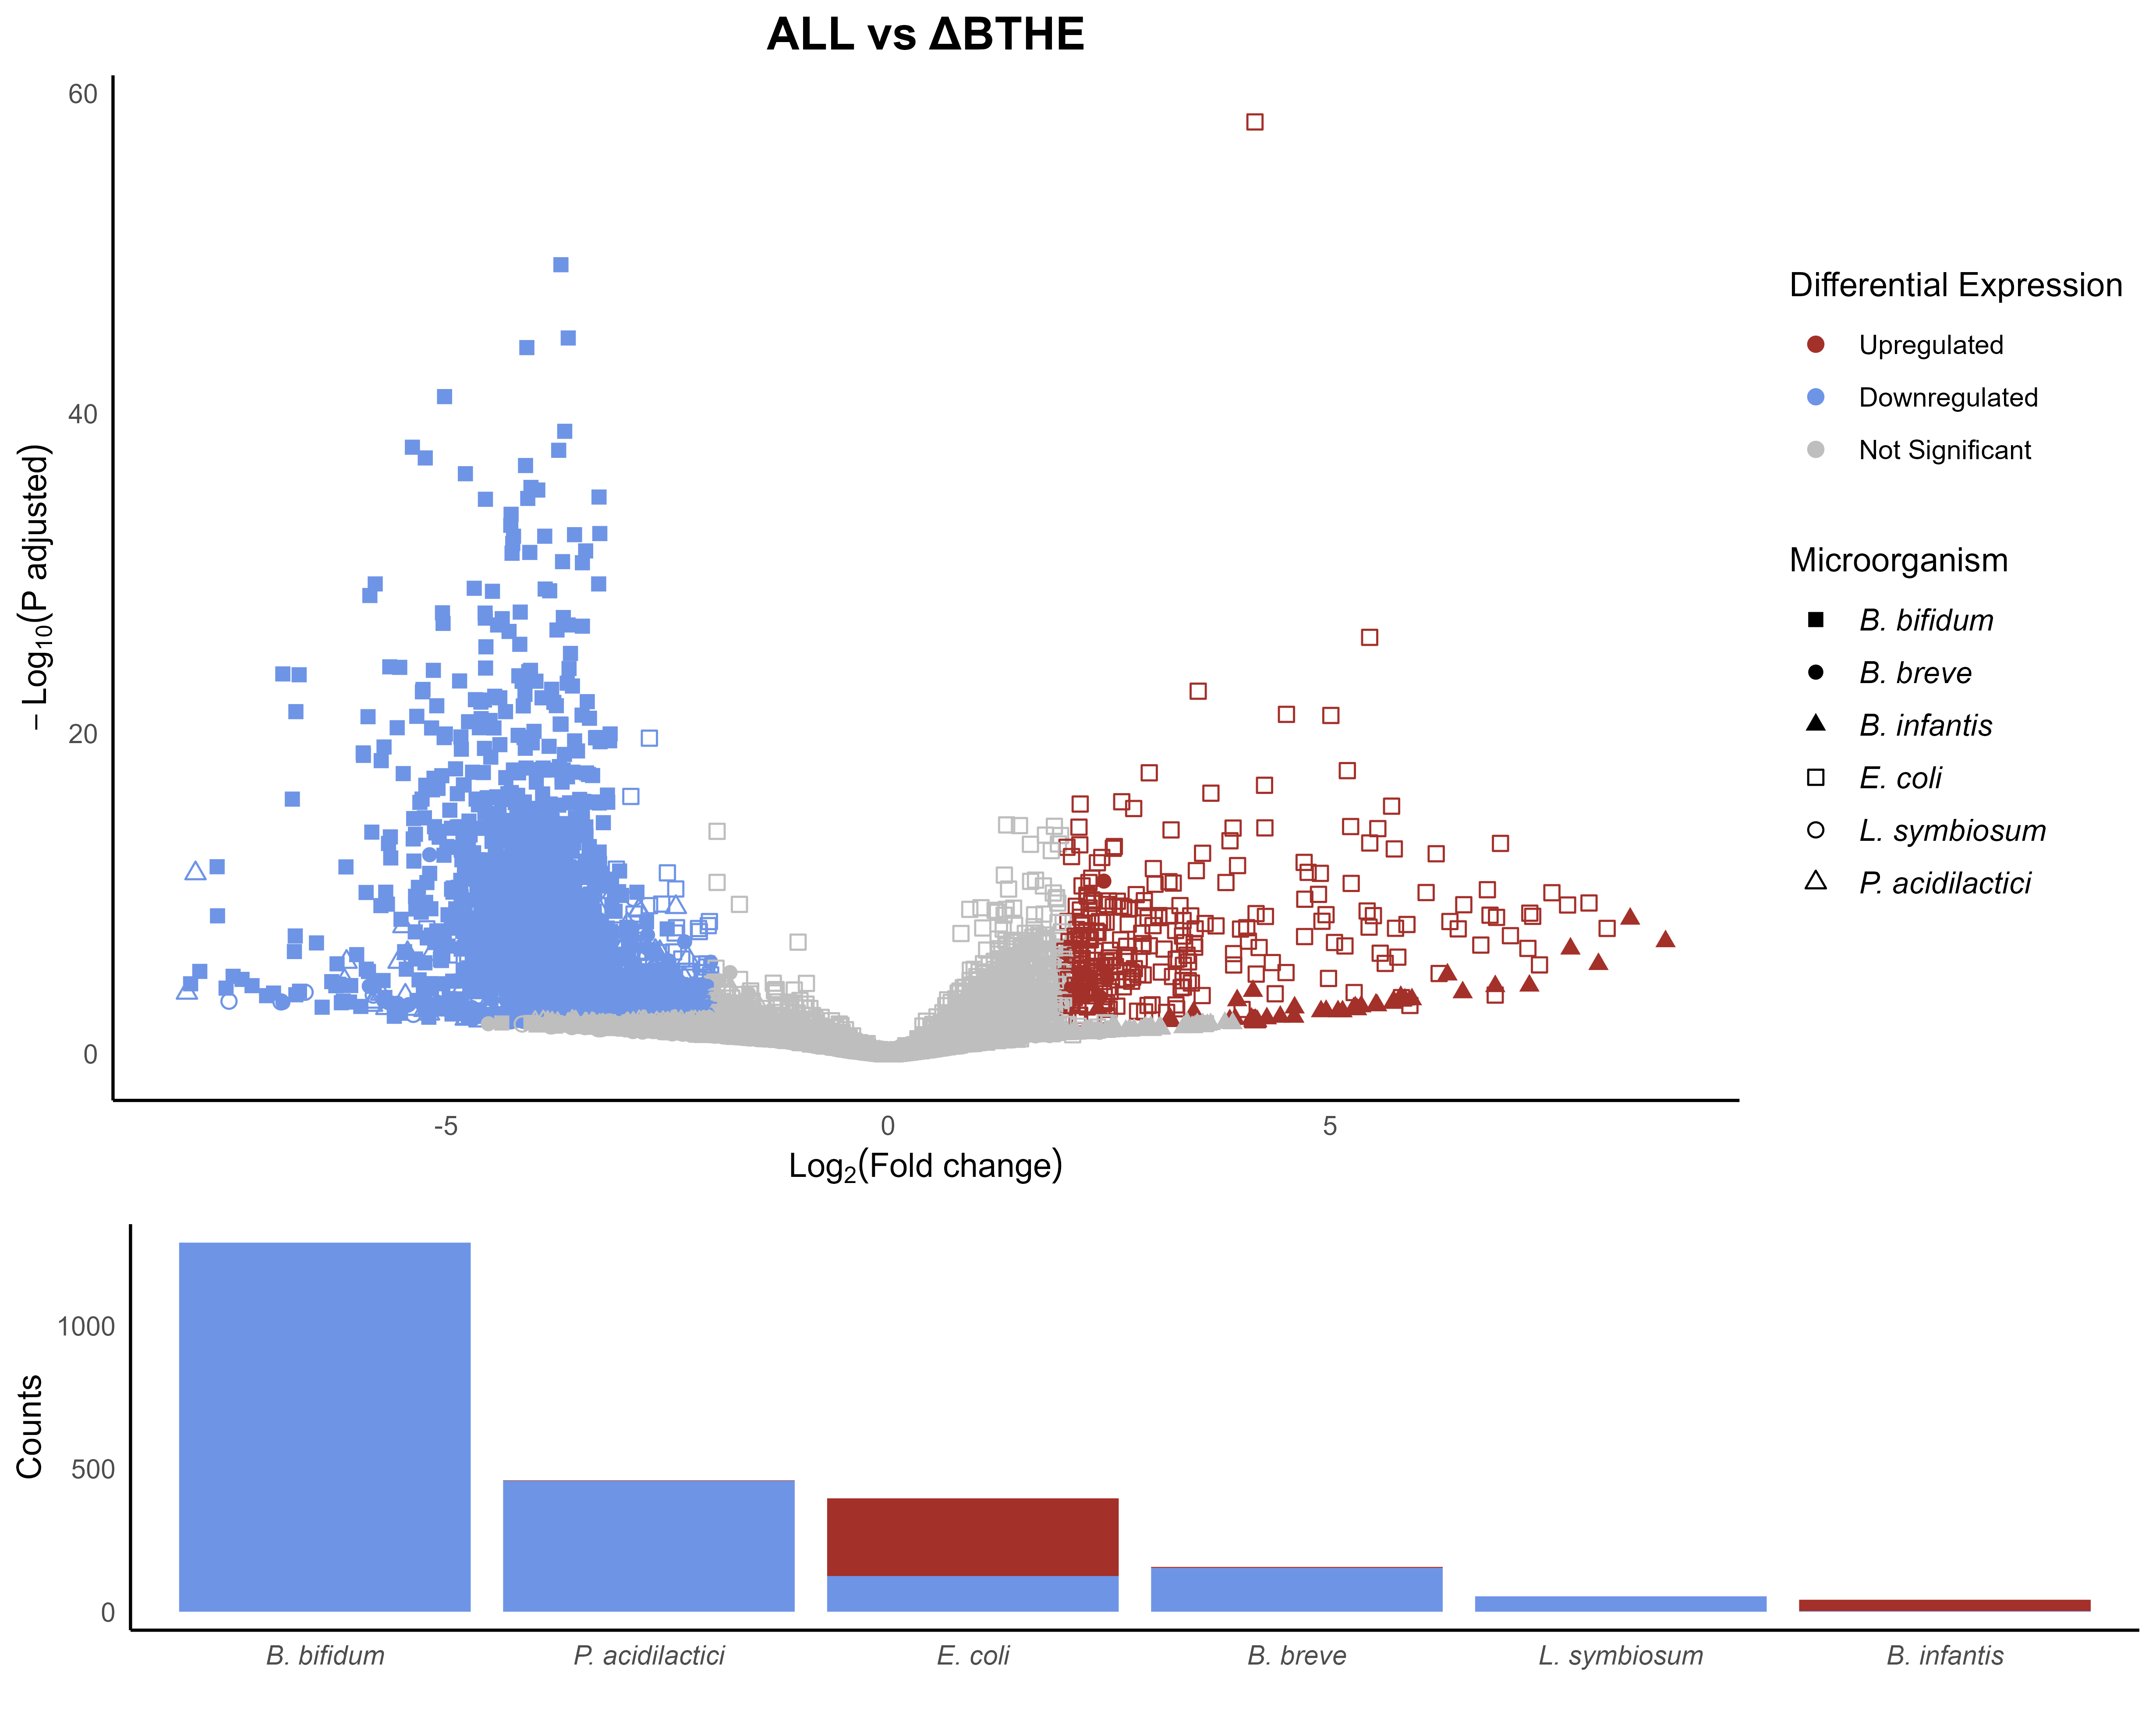 ALL vs ΔBTHE
60
40
20
0
− Log10(P adjusted)
-5
0
5
Log2(Fold change)
Differential Expression
Upregulated
Downregulated
Not Significant
Microorganism
B. bifidum
B. breve
B. infantis
E. coli
L. symbiosum
P. acidilactici
1000
500
0
Counts
B. bifidum
P. acidilactici
E. coli
B. breve
L. symbiosum
B. infantis